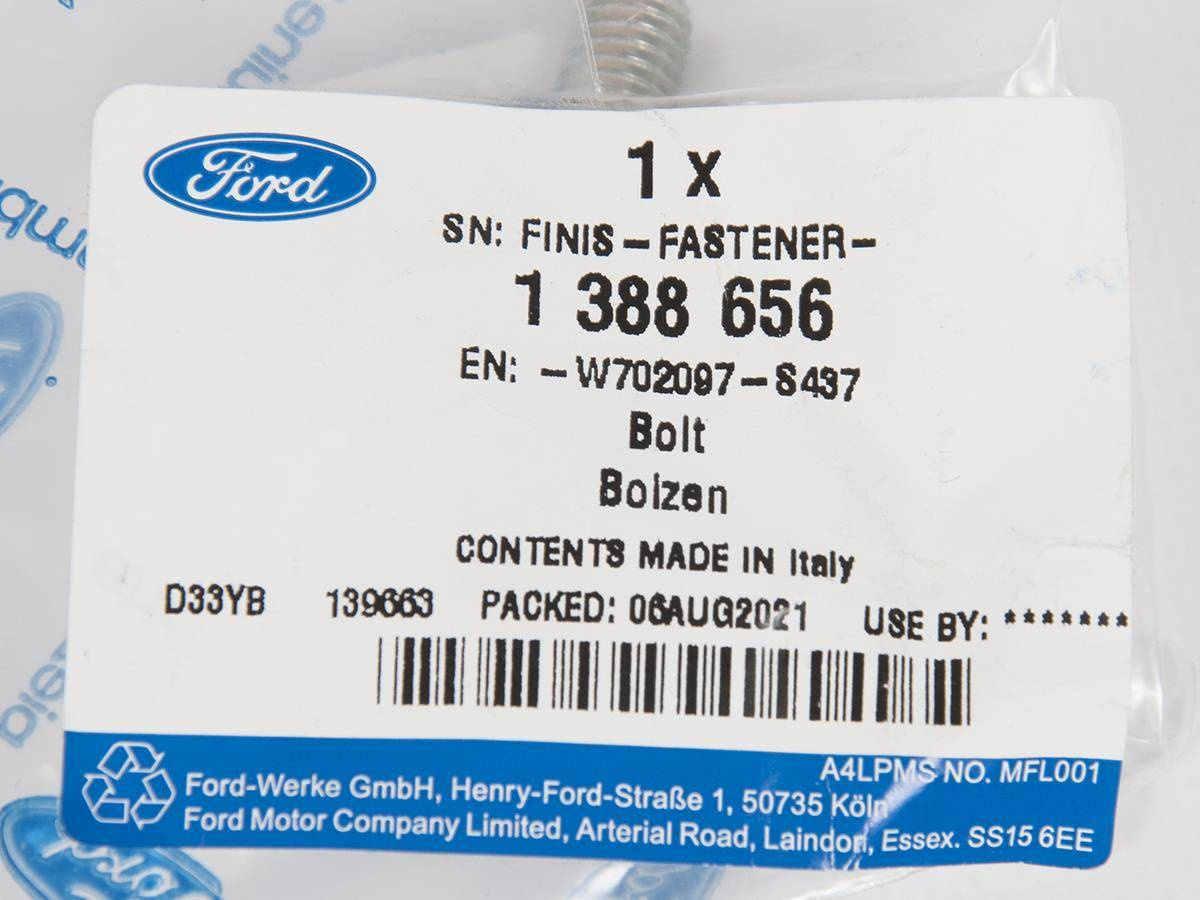 Ford
1 x
SN: FINIS-FASTENER-
1 388 656
EN: -W702097-S437
Bolt
Bolzen
CONTENTS MADE IN Italy
D33YB 139663 PACKED: 06AUG2021 USE BY: *******
A4LPMS NO. MFL001
Ford-Werke GmbH, Henry-Ford-Straße 1, 50735 Köln
Ford Motor Company Limited, Arterial Road, Laindon, Essex. SS15 6EE
Ford